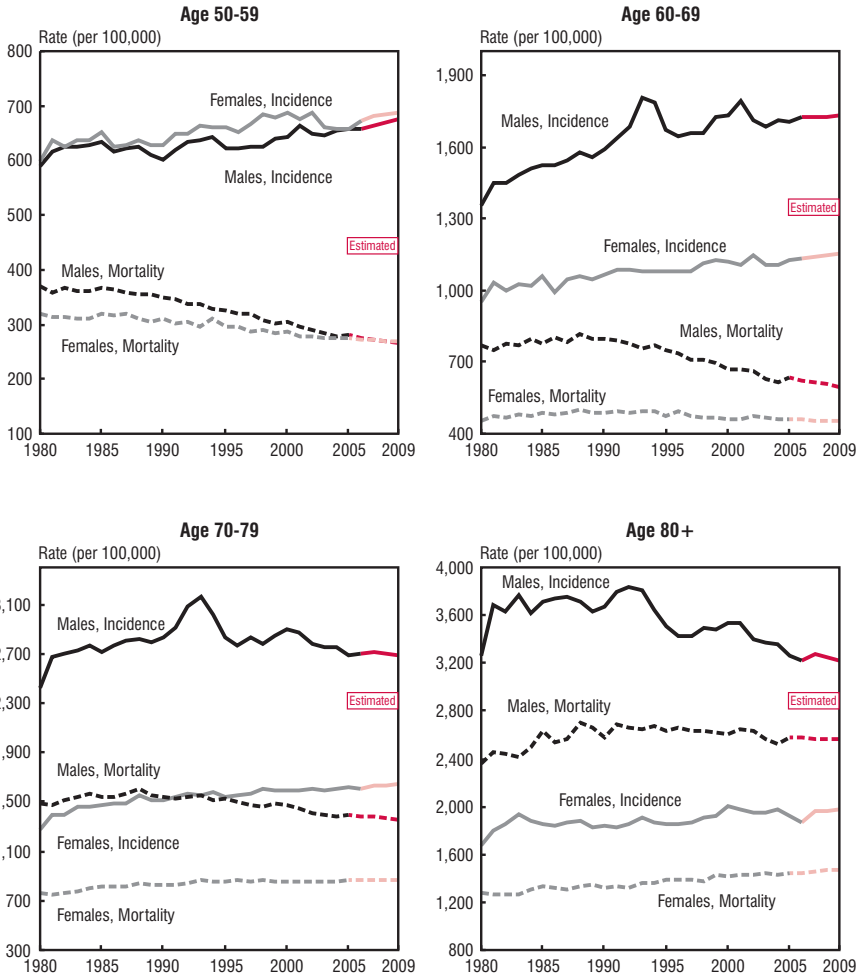 Age 50-59
Rate (per 100,000)
800
700
600
500
400
300
200
100
Females, Incidence
Males, Incidence
Estimated
Males, Mortality
Females, Mortality
1980 1985 1990 1995 2000 2005 2009
Age 60-69
Rate (per 100,000)
1,900
1,600
1,300
1,000
700
400
Males, Incidence
Estimated
Females, Incidence
Males, Mortality
Females, Mortality
1980 1985 1990 1995 2000 2005 2009
Age 70-79
Rate (per 100,000)
,100
,700
,300
,900
,500
,100
700
300
Males, Incidence
Estimated
Males, Mortality
Females, Incidence
Females, Mortality
1980 1985 1990 1995 2000 2005 2009
Age 80+
Rate (per 100,000)
4,000
3,600
3,200
2,800
2,400
2,000
1,600
1,200
800
Males, Incidence
Estimated
Males, Mortality
Females, Incidence
Females, Mortality
1980 1985 1990 1995 2000 2005 2009